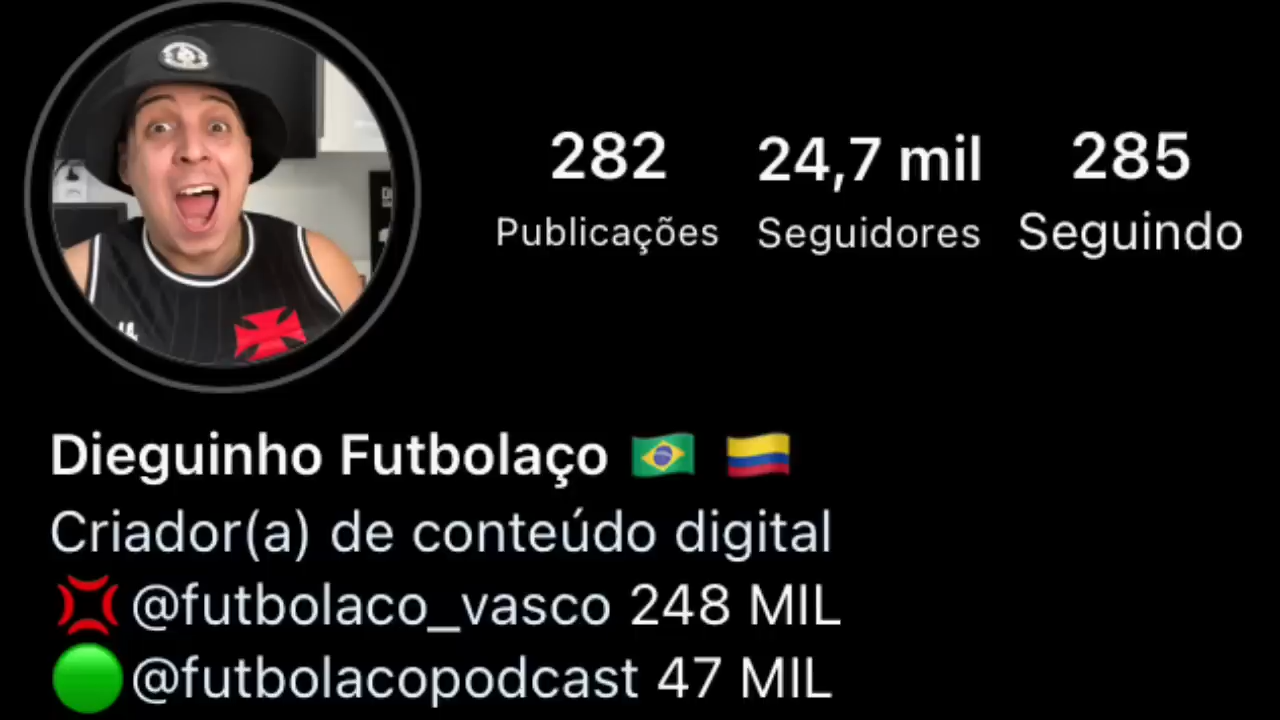 282 24,7 mil 285
Publicações Seguidores Seguindo
Dieguinho Futbolaço 🇧🇷 🇨🇴
Criador(a) de conteúdo digital
💢@futbolaco_vasco 248 MIL
🟢@futbolacopodcast 47 MIL